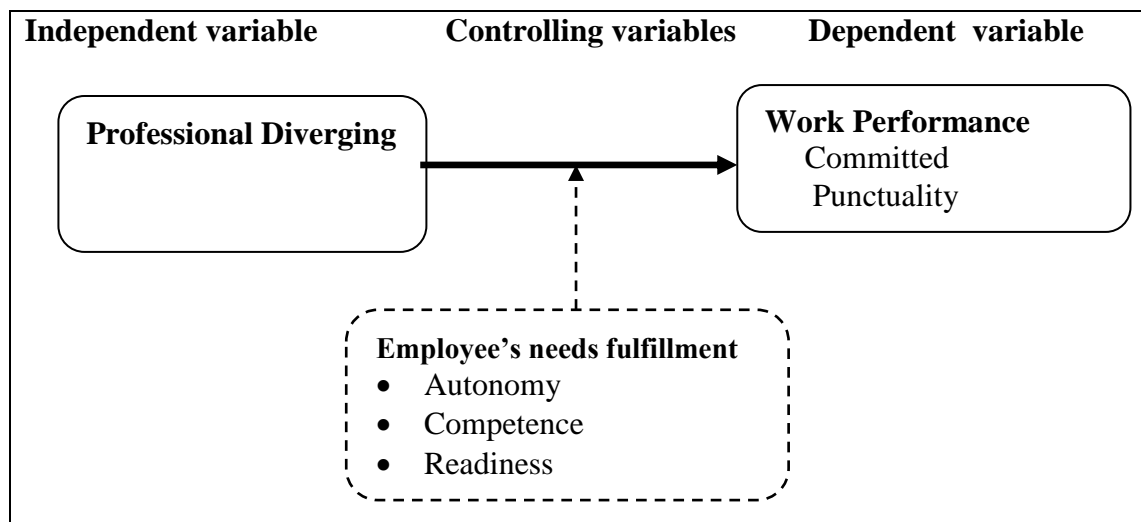 Independent variable Controlling variables Dependent variable
Professional Diverging
Work Performance
Committed
Punctuality
Employee’s needs fulfillment
• Autonomy
• Competence
• Readiness